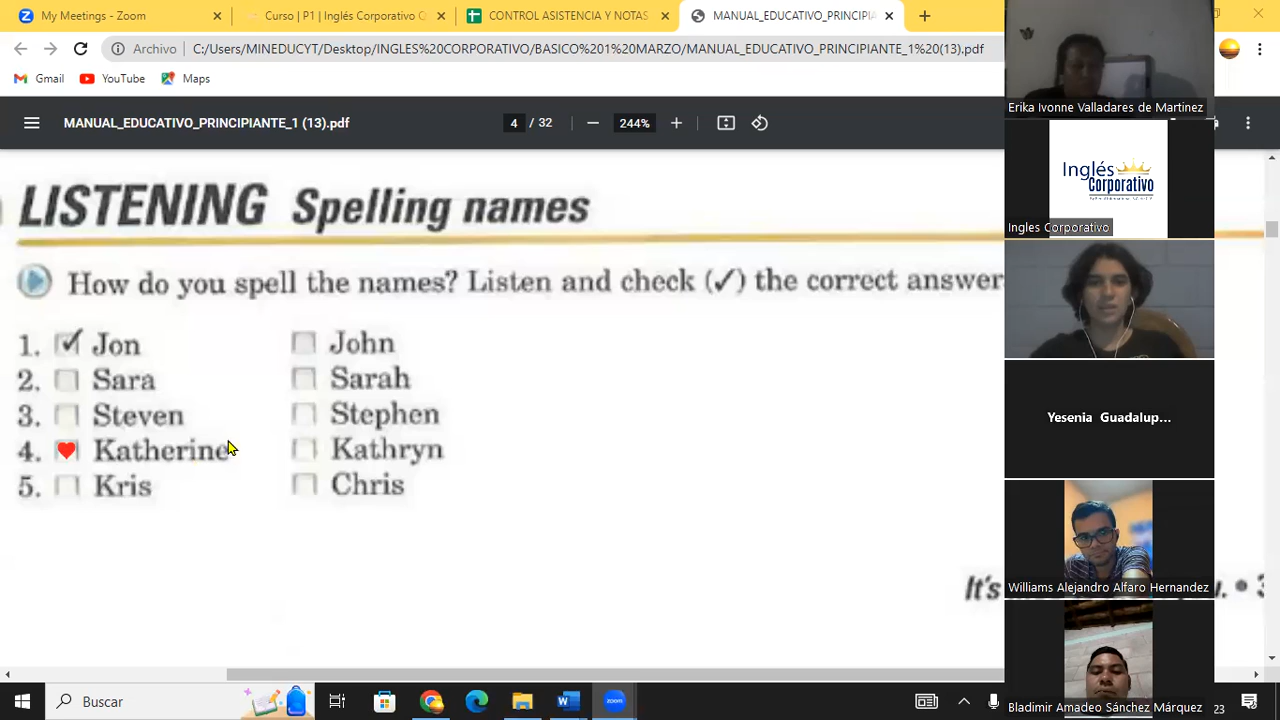 My Meetings - Zoom
Curso | P1 | Inglés Corporativo
CONTROL ASISTENCIA Y NOTAS
MANUAL_EDUCATIVO_PRINCIPIA
Archivo
C:/Users/MINEDUCYT/Desktop/INGLES%20CORPORATIVO/BASICO%201%20MARZO/MANUAL_EDUCATIVO_PRINCIPIANTE_1%20(13).pdf
Gmail
YouTube
Maps
MANUAL_EDUCATIVO_PRINCIPIANTE_1 (13).pdf
4 / 32
244%
LISTENING Spelling names
How do you spell the names? Listen and check (✓) the correct answer
1. Jon John
2. Sara Sarah
3. Steven Stephen
4. Katherine Kathryn
5. Kris Chris
It's
Erika Ivonne Valladares de Martínez
Inglés
Corporativo
Ingles Corporativo
Yesenia Guadalup...
Williams Alejandro Alfaro Hernandez
Bladimir Amadeo Sánchez Márquez
Buscar
zoom
23